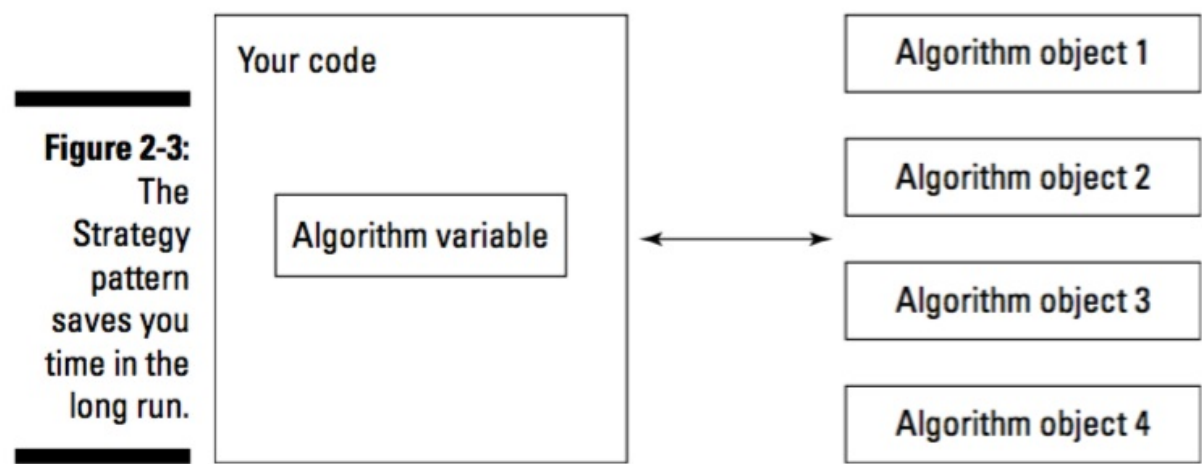 Figure 2-3:
The
Strategy
pattern
saves you
time in the
long run.
Your code
Algorithm variable
Algorithm object 1
Algorithm object 2
Algorithm object 3
Algorithm object 4